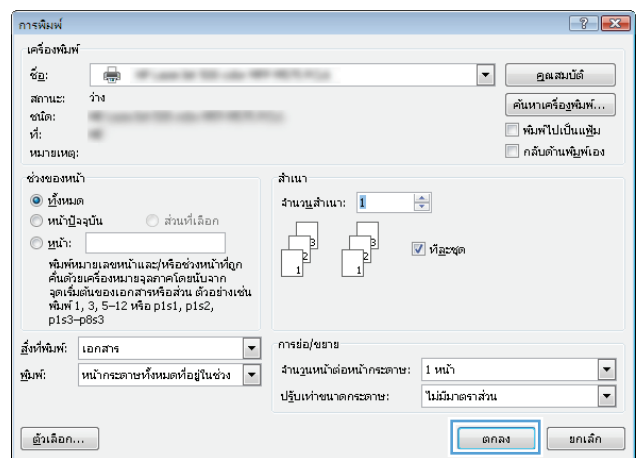 การพิมพ์
เครื่องพิมพ์
ชื่อ:
คุณสมบัติ
สถานะ: ว่าง
ค้นหาเครื่องพิมพ์...
ชนิด:
ที่:
พิมพ์ไปเป็นแฟ้ม
หมายเหตุ:
กลับด้านพิมพ์เอง
ช่วงของหน้า
ทั้งหมด
หน้าปัจจุบัน ส่วนที่เลือก
หน้า:
พิมพ์หมายเลขหน้าและ/หรือช่วงหน้าที่ถูก
คั่นด้วยเครื่องหมายจุลภาคโดยนับจาก
จุดเริ่มต้นของเอกสารหรือส่วน ตัวอย่างเช่น
พิมพ์ 1, 3, 5–12 หรือ p1s1, p1s2,
p1s3–p8s3
สำเนา
จำนวนสำเนา: 1
1 2 3 1 2 3
ทีละชุด
สิ่งที่พิมพ์: เอกสาร
พิมพ์: หน้ากระดาษทั้งหมดที่อยู่ในช่วง
การย่อ/ขยาย
จำนวนหน้าต่อหน้ากระดาษ: 1 หน้า
ปรับเท่าขนาดกระดาษ: ไม่มีมาตราส่วน
ตัวเลือก...
ตกลง
ยกเลิก